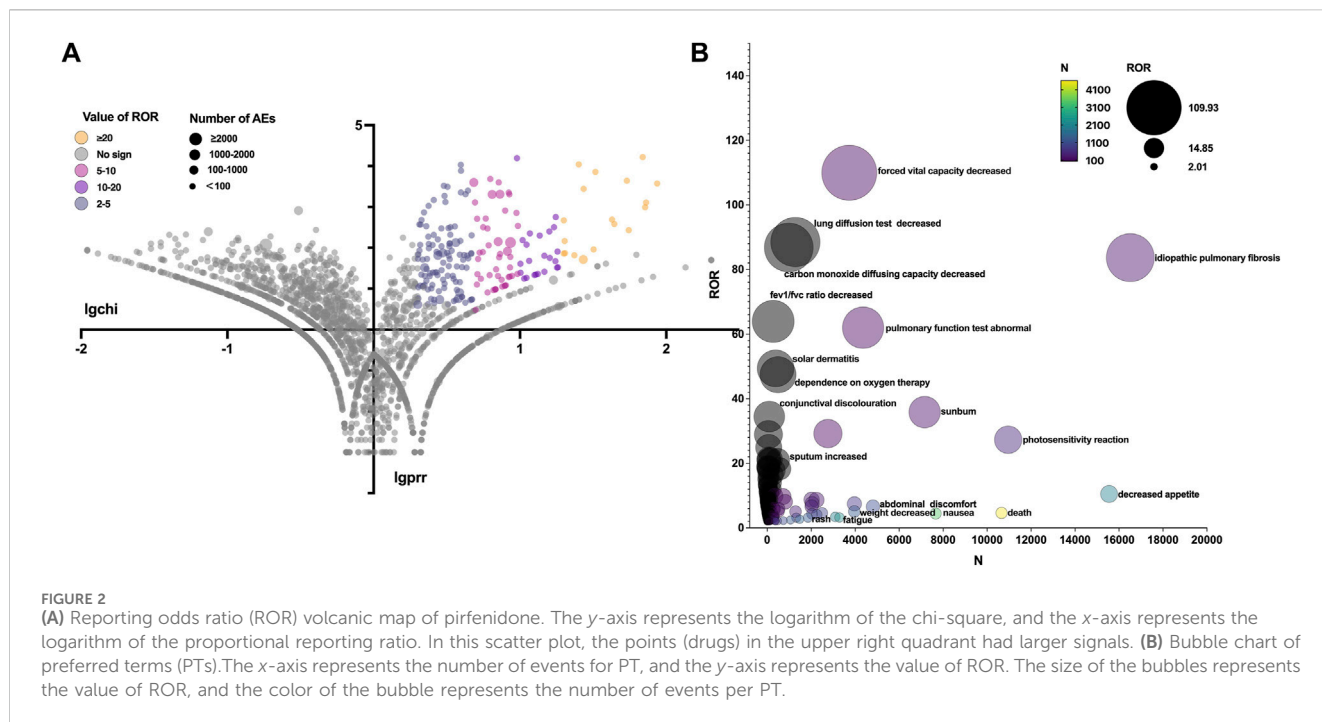 A
Value of ROR
≥20
No sign
5-10
10-20
2-5
Number of AEs
≥2000
1000-2000
100-1000
<100
5
lgchi
-2
-1
1
2
lgprr
B
140
120
100
80
60
40
20
0
ROR
0
2000
4000
6000
8000
10000
12000
14000
16000
18000
20000
N
N
4100
3100
2100
1100
100
ROR
109.93
14.85
2.01
forced vital capacity decreased
lung diffusion test decreased
carbon monoxide diffusing capacity decreased
idiopathic pulmonary fibrosis
fev1/fvc ratio decreased
pulmonary function test abnormal
solar dermatitis
dependence on oxygen therapy
conjunctival discolouration
sunburn
photosensitivity reaction
sputum increased
decreased appetite
abdominal discomfort
weight decreased
nausea
death
rash
fatigue
FIGURE 2
(A) Reporting odds ratio (ROR) volcanic map of pirfenidone. The y-axis represents the logarithm of the chi-square, and the x-axis represents the
logarithm of the proportional reporting ratio. In this scatter plot, the points (drugs) in the upper right quadrant had larger signals. (B) Bubble chart of
preferred terms (PTs).The x-axis represents the number of events for PT, and the y-axis represents the value of ROR. The size of the bubbles represents
the value of ROR, and the color of the bubble represents the number of events per PT.